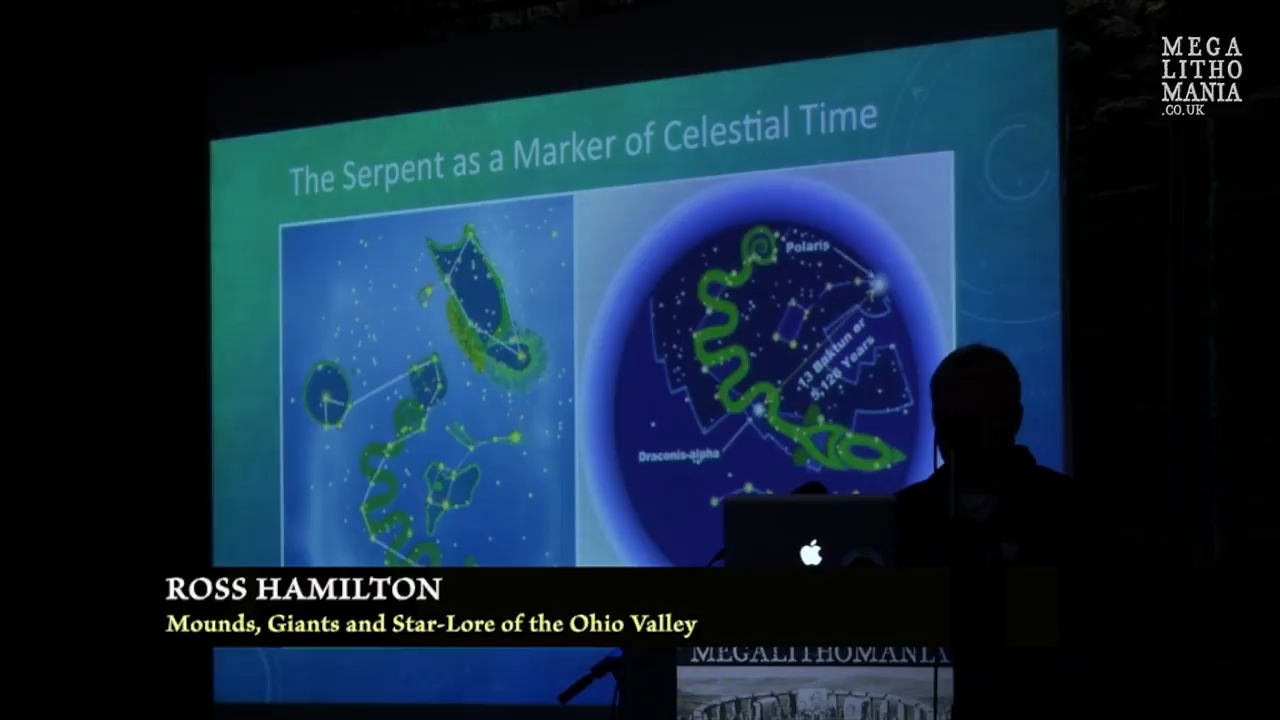 MEGA
LITHO
MANIA
.CO.UK
The Serpent as a Marker of Celestial Time
Polaris
13 Baktun or
5,126 Years
Draconis-alpha
ROSS HAMILTON
Mounds, Giants and Star-Lore of the Ohio Valley
MEGALITHOMANIA